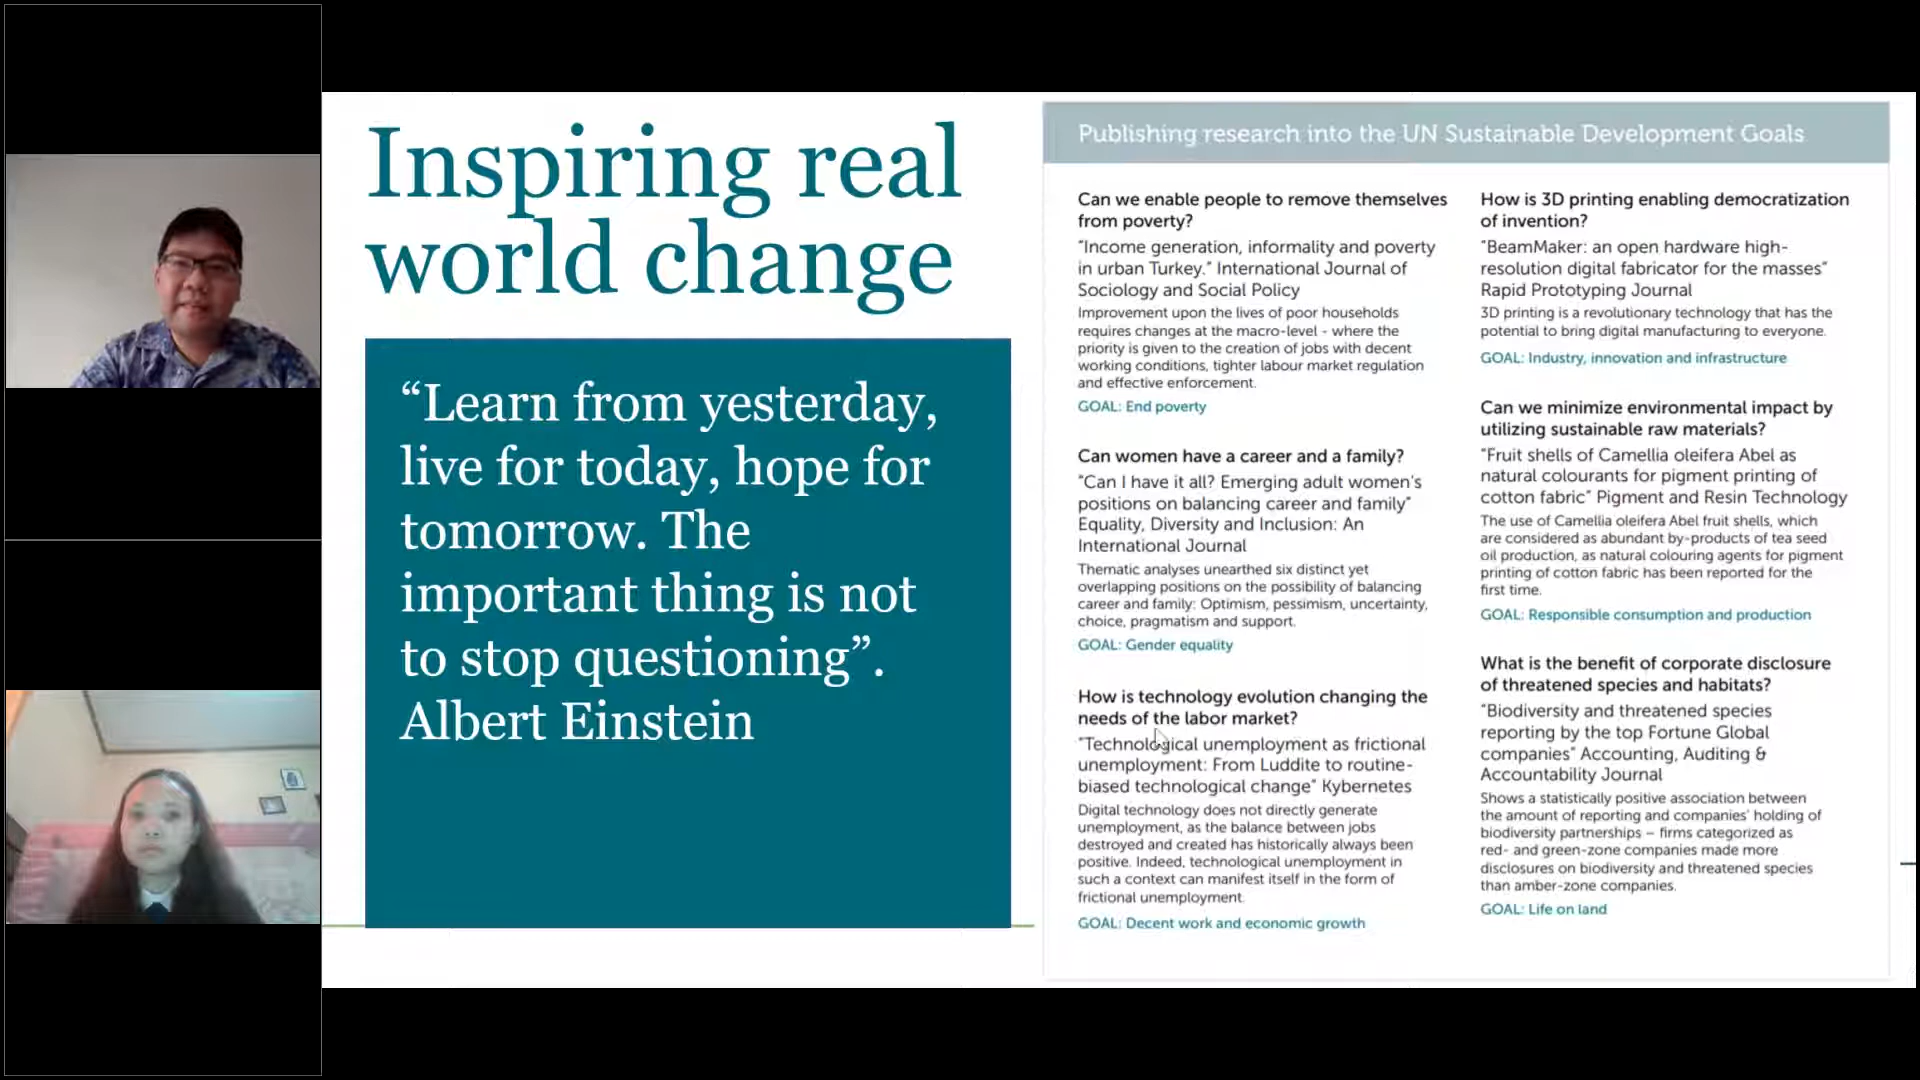 Inspiring real
world change
“Learn from yesterday,
live for today, hope for
tomorrow. The
important thing is not
to stop questioning”.
Albert Einstein
Publishing research into the UN Sustainable Development Goals
Can we enable people to remove themselves
from poverty?
"Income generation, informality and poverty
in urban Turkey." International Journal of
Sociology and Social Policy
Improvement upon the lives of poor households
requires changes at the macro-level - where the
priority is given to the creation of jobs with decent
working conditions, tighter labour market regulation
and effective enforcement.
GOAL: End poverty
Can women have a career and a family?
"Can I have it all? Emerging adult women's
positions on balancing career and family"
Equality, Diversity and Inclusion: An
International Journal
Thematic analyses unearthed six distinct yet
overlapping positions on the possibility of balancing
career and family: Optimism, pessimism, uncertainty,
choice, pragmatism and support.
GOAL: Gender equality
How is technology evolution changing the
needs of the labor market?
"Technological unemployment as frictional
unemployment: From Luddite to routine-
biased technological change" Kybernetes
Digital technology does not directly generate
unemployment, as the balance between jobs
destroyed and created has historically always been
positive. Indeed, technological unemployment in
such a context can manifest itself in the form of
frictional unemployment.
GOAL: Decent work and economic growth
How is 3D printing enabling democratization
of invention?
"BeamMaker: an open hardware high-
resolution digital fabricator for the masses"
Rapid Prototyping Journal
3D printing is a revolutionary technology that has the
potential to bring digital manufacturing to everyone.
GOAL: Industry, innovation and infrastructure
Can we minimize environmental impact by
utilizing sustainable raw materials?
"Fruit shells of Camellia oleifera Abel as
natural colourants for pigment printing of
cotton fabric" Pigment and Resin Technology
The use of Camellia oleifera Abel fruit shells, which
are considered as abundant by-products of tea seed
oil production, as natural colouring agents for pigment
printing of cotton fabric has been reported for the
first time.
GOAL: Responsible consumption and production
What is the benefit of corporate disclosure
of threatened species and habitats?
"Biodiversity and threatened species
reporting by the top Fortune Global
companies" Accounting, Auditing &
Accountability Journal
Shows a statistically positive association between
the amount of reporting and companies' holding of
biodiversity partnerships – firms categorized as
red- and green-zone companies made more
disclosures on biodiversity and threatened species
than amber-zone companies.
GOAL: Life on land